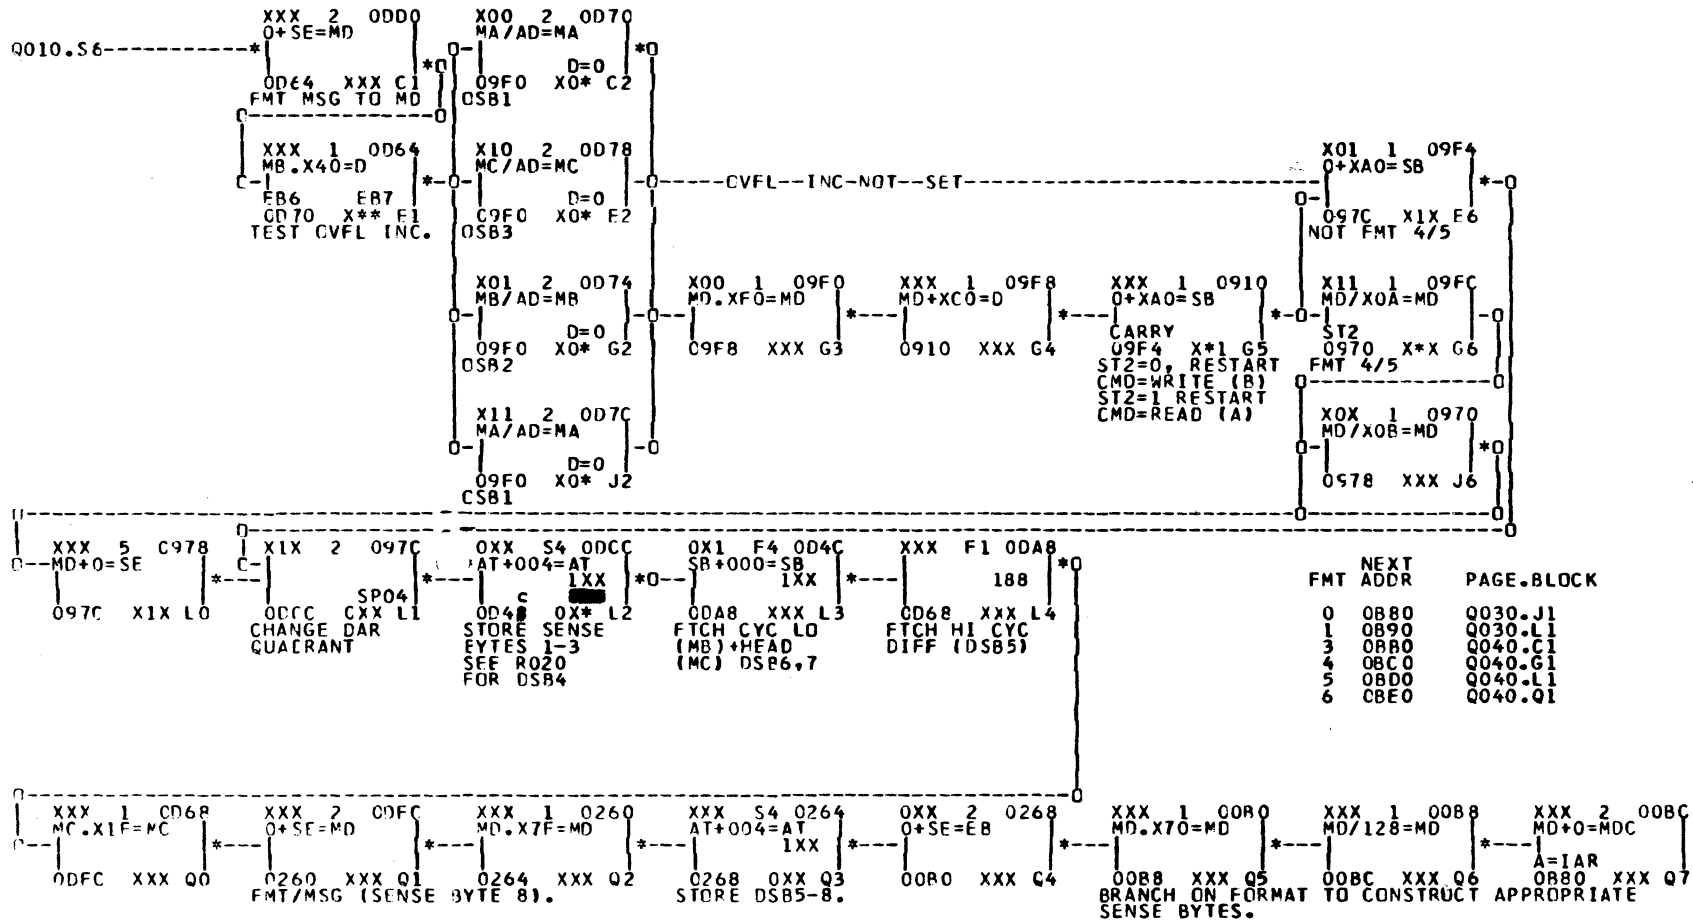 XXX 2 0DD0
0+SE=MD
X00 2 0D70
MA/AD=MA
Q010.S6
D=0
0D64 XXX C1
FMT MSG TO MD
09F0 X0* C2
DSB1
XXX 1 0D64
MB.X40=D
EB6 EB7
0D70 X** E1
TEST OVFL INC.
X10 2 0D78
MC/AD=MC
D=0
09F0 X0* E2
DSB3
OVFL--INC-NOT--SET
X01 1 09F4
0+XA0=SB
097C X1X E6
NOT FMT 4/5
X01 2 0D74
MB/AD=MB
D=0
09F0 X0* G2
DSB2
X00 1 09F0
MD.XF0=MD
09F8 XXX G3
XXX 1 09F8
MD+XC0=D
0910 XXX G4
XXX 1 0910
0+XA0=SB
CARRY
09F4 X*1 G5
ST2=0, RESTART
CMD=WRITE (B)
ST2=1 RESTART
CMD=READ (A)
X11 1 09FC
MD/X0A=MD
ST2
0970 X*X G6
FMT 4/5
X11 2 0D7C
MA/AD=MA
D=0
09F0 X0* J2
DSB1
X0X 1 0970
MD/X0B=MD
0978 XXX J6
XXX 5 0978
MD+0=SE
097C X1X L0
X1X 2 097C
SP04
0DCC 0XX L1
CHANGE DAR
QUADRANT
0XX S4 0DCC
AT+004=AT
1XX
C
0D4 0X* L2
STORE SENSE
BYTES 1-3
SEE R020
FOR DSB4
0X1 F4 0D4C
SB+000=SB
1XX
0DA8 XXX L3
FTCH CYC LO
(MB)+HEAD
(MC) DSB6,7
XXX F1 0DA8
188
0D68 XXX L4
FTCH HI CYC
DIFF (DSB5)
NEXT
FMT ADDR PAGE.BLOCK
0 0B80 Q030.J1
1 0B90 Q030.L1
3 0BB0 Q040.C1
4 0BC0 Q040.G1
5 0BD0 Q040.L1
6 0BE0 Q040.Q1
XXX 1 0D68
MC.X1F=MC
0DFC XXX Q0
XXX 2 0DFC
0+SE=MD
0260 XXX Q1
FMT/MSG (SENSE BYTE 8).
XXX 1 0260
MD.X7F=MD
0264 XXX Q2
XXX S4 0264
AT+004=AT
1XX
0268 0XX Q3
STORE DSB5-8.
0XX 2 0268
0+SE=EB
00B0 XXX Q4
XXX 1 00B0
MD.X70=MD
00B8 XXX Q5
XXX 1 00B8
MD/128=MD
00BC XXX Q6
XXX 2 00BC
MD+0=MDC
A=IAR
0B80 XXX Q7
BRANCH ON FORMAT TO CONSTRUCT APPROPRIATE
SENSE BYTES.